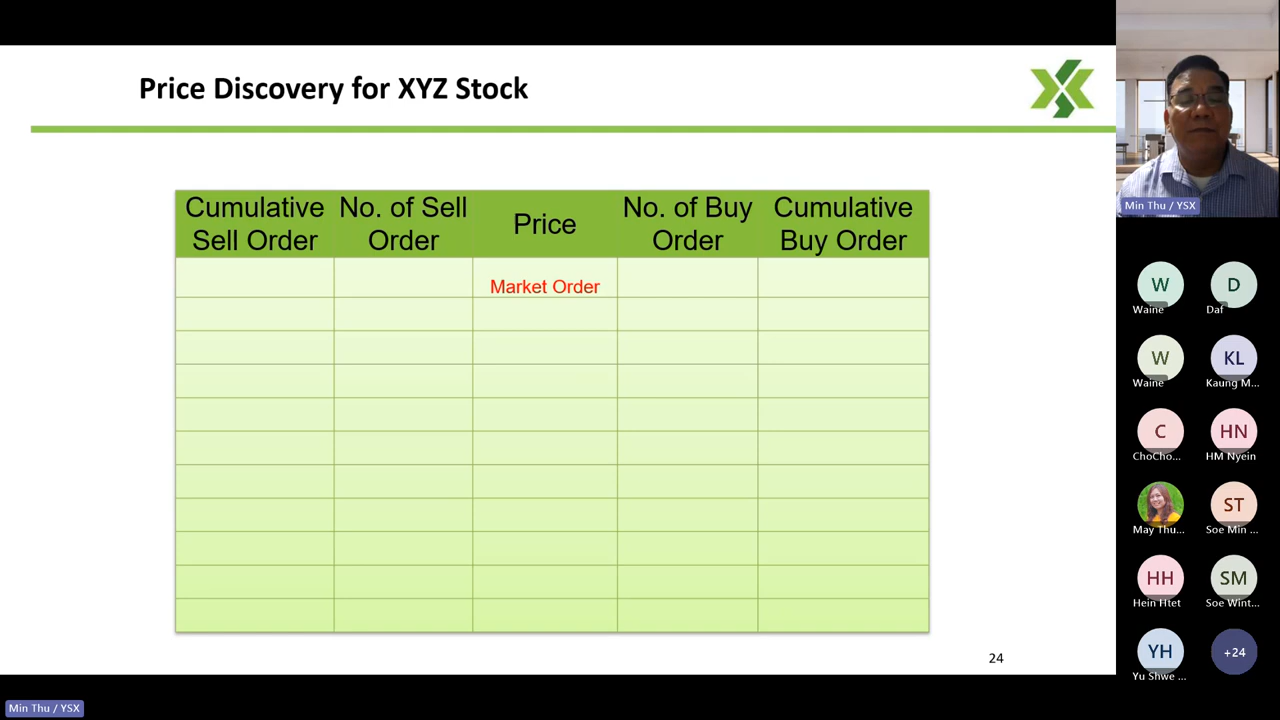 Price Discovery for XYZ Stock
Cumulative Sell Order
No. of Sell Order
Price
No. of Buy Order
Cumulative Buy Order
Market Order
24
Min Thu / YSX
W
Waine
D
Daf
W
Waine
KL
Kaung M...
C
ChoCho...
HN
HM Nyein
May Thu...
ST
Soe Min ...
HH
Hein Htet
SM
Soe Wint...
YH
Yu Shwe ...
+24
Min Thu / YSX